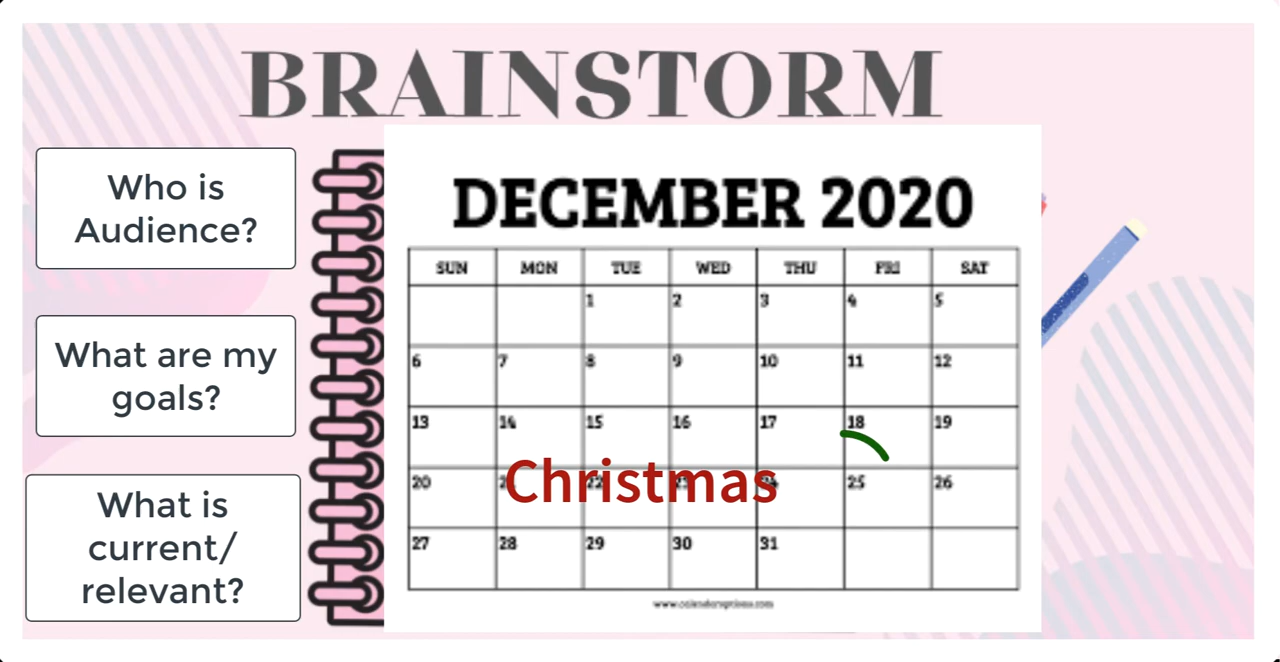 BRAINSTORM
Who is
Audience?
What are my
goals?
What is
current/
relevant?
DECEMBER 2020
SUN MON TUE WED THU FRI SAT
1 2 3 4 5
6 7 8 9 10 11 12
13 14 15 16 17 18 19
Christmas
20 22 23 24 25 26
27 28 29 30 31